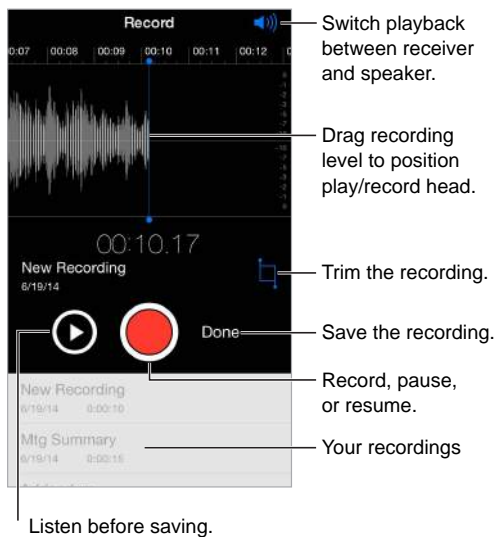 Record
0:07 00:08 00:09 00:10 00:11 00:12
00:10.17
New Recording
6/19/14
Done
New Recording
6/19/14 0:00:10
Mtg Summary
6/19/14 0:00:15
Switch playback
between receiver
and speaker.
Drag recording
level to position
play/record head.
Trim the recording.
Save the recording.
Record, pause,
or resume.
Your recordings
Listen before saving.